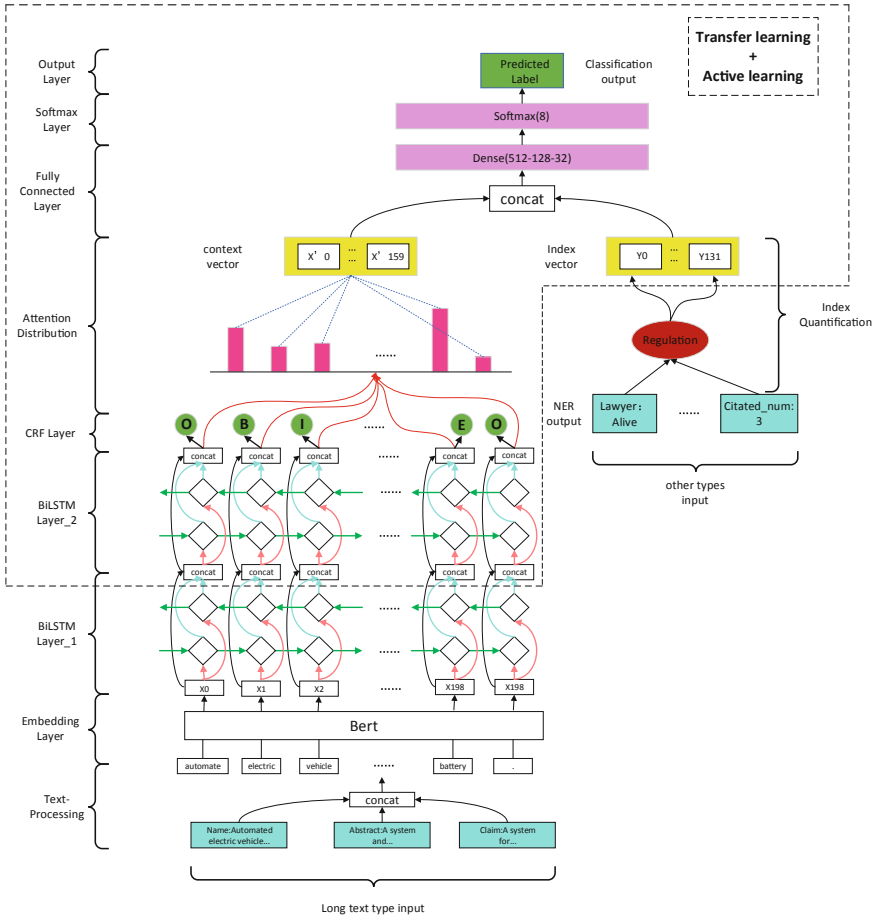 Transfer learning
+
Active learning
Output
Layer
Predicted
Label
Classification
output
Softmax
Layer
Softmax(8)
Fully
Connected
Layer
Dense(512-128-32)
concat
context
vector
X' 0
...
...
X' 159
Index
vector
Y0
...
...
Y131
Attention
Distribution
......
Regulation
Index
Quantification
NER
output
Lawyer:
Alive
......
Citated_num:
3
other types
input
CRF Layer
O
B
I
......
E
O
concat
concat
concat
......
concat
concat
BiLSTM
Layer_2
......
......
concat
concat
concat
......
concat
concat
BiLSTM
Layer_1
......
......
X0
X1
X2
......
X198
X198
Embedding
Layer
Bert
automate
electric
vehicle
......
battery
.
Text-
Processing
concat
Name:Automated
electric vehicle...
Abstract:A system
and...
Claim:A system
for...
Long text type input